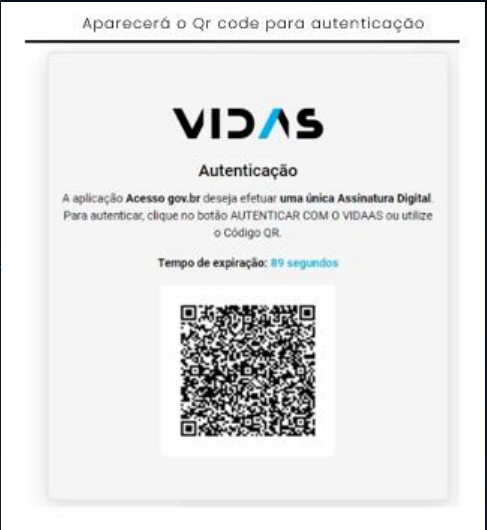 Aparecerá o Qr code para autenticação
VIDAS
Autenticação
A aplicação Acesso gov.br deseja efetuar uma única Assinatura Digital.
Para autenticar, clique no botão AUTENTICAR COM O VIDAAS ou utilize
o Código QR.
Tempo de expiração: 89 segundos